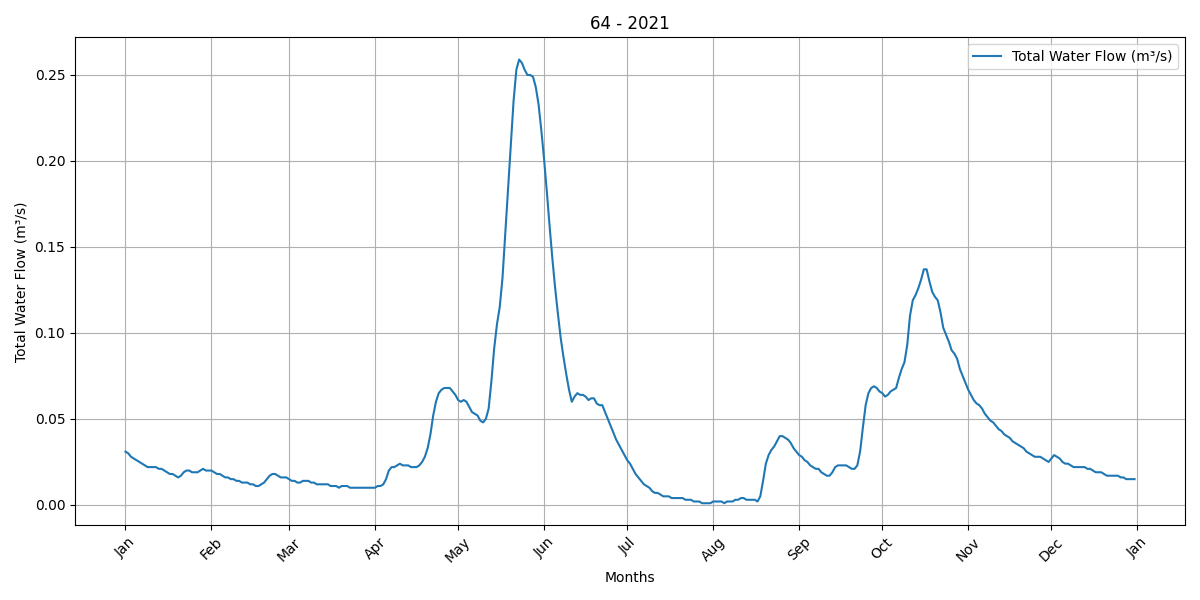 64 - 2021
Total Water Flow (m³/s)
Total Water Flow (m³/s)
0.25
0.20
0.15
0.10
0.05
0.00
Jan
Feb
Mar
Apr
May
Jun
Jul
Aug
Sep
Oct
Nov
Dec
Jan
Months